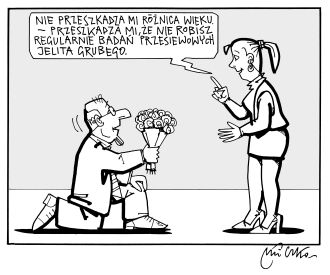 NIE PRZESZKADZA MI RÓŻNICA WIEKU.
– PRZESZKADZA MI, ŻE NIE ROBISZ
REGULARNIE BADAŃ PRZESIEWOWYCH
JELITA GRUBEGO.